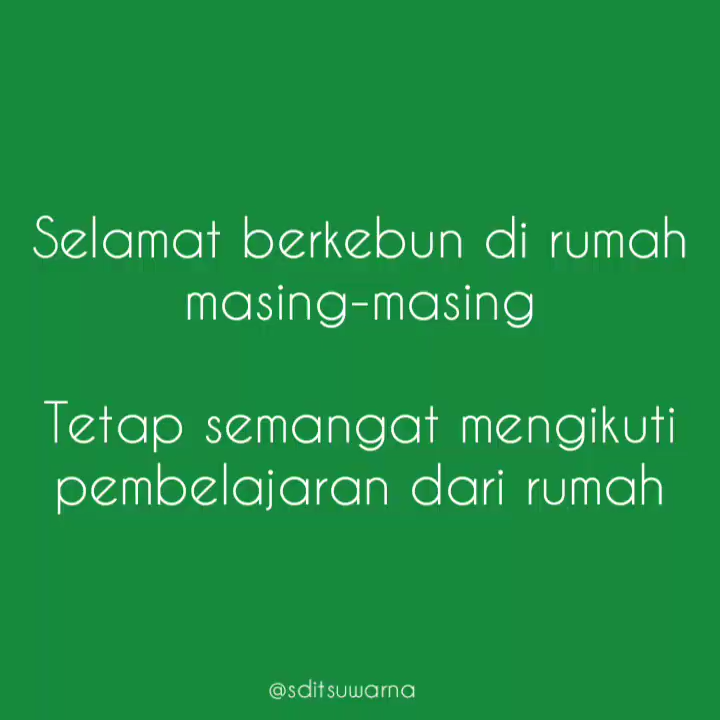 Selamat berkebun di rumah
masing-masing
Tetap semangat mengikuti
pembelajaran dari rumah
@sditsuwarna